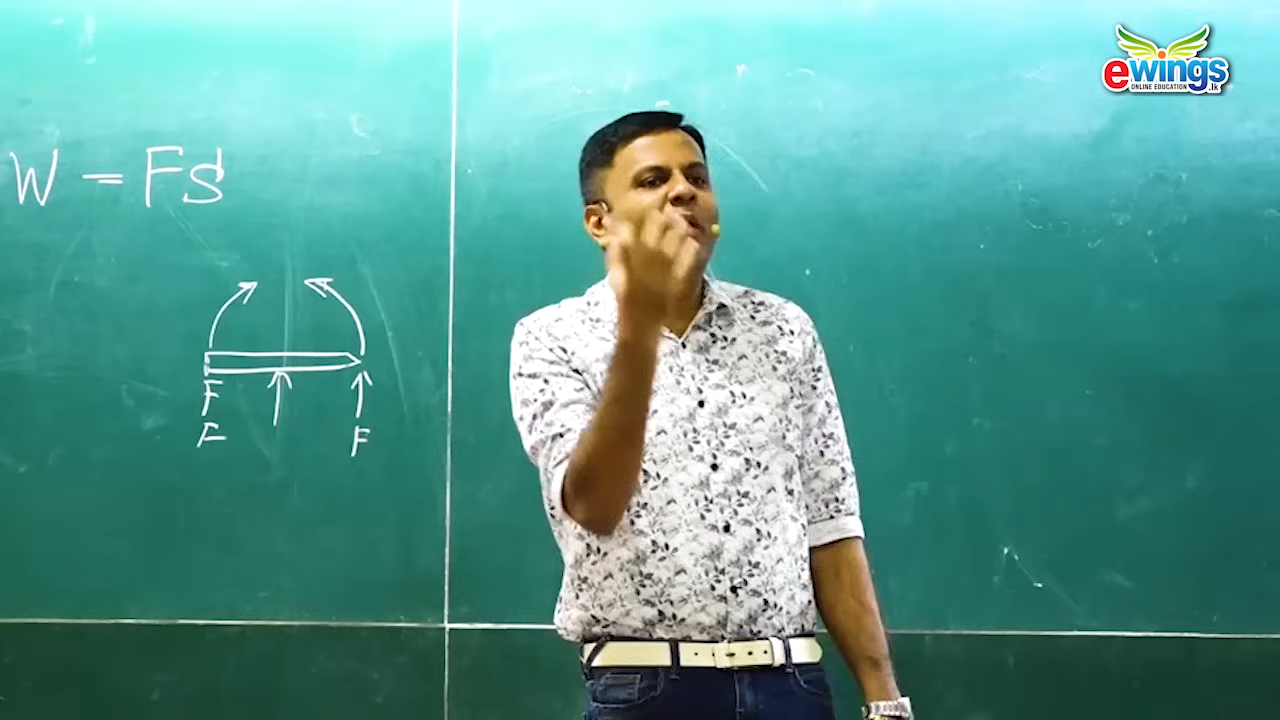 W = Fs
F
F
F
ewings
ONLINE EDUCATION .lk